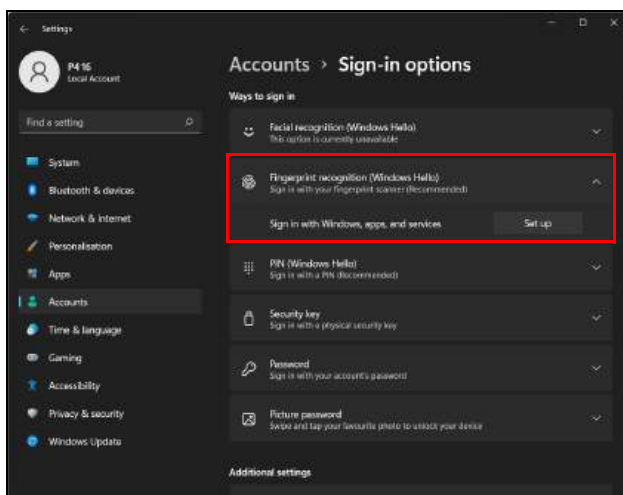 Settings
P416
Local Account
Find a setting
System
Bluetooth & devices
Network & internet
Personalisation
Apps
Accounts
Time & language
Gaming
Accessibility
Privacy & security
Windows Update
Accounts > Sign-in options
Ways to sign in
Facial recognition (Windows Hello)
This option is currently unavailable
Fingerprint recognition (Windows Hello)
Sign in with your fingerprint scanner (Recommended)
Sign in with Windows, apps, and services
Set up
PIN (Windows Hello)
Sign in with a PIN (Recommended)
Security key
Sign in with a physical security key
Password
Sign in with your account's password
Picture password
Swipe and tap your favourite photo to unlock your device
Additional settings